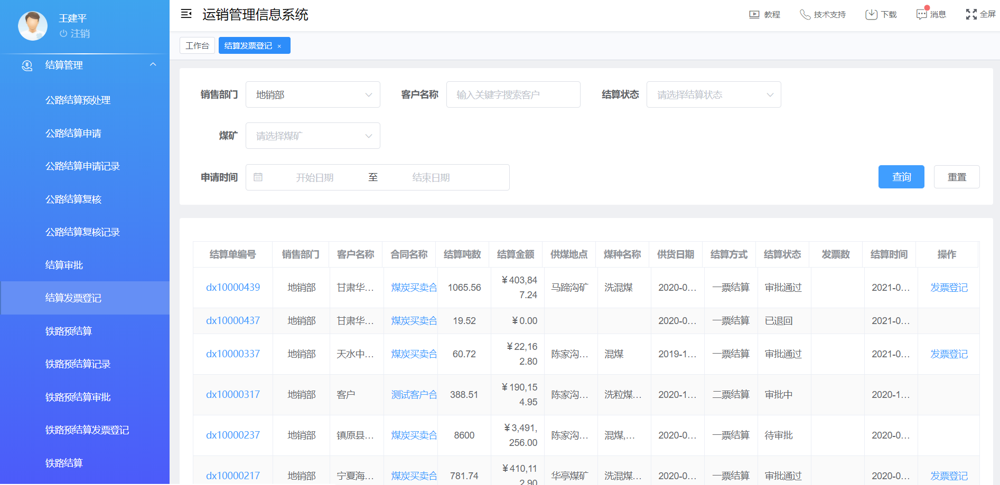 王建平
注销
结算管理
公路结算预处理
公路结算申请
公路结算申请记录
公路结算复核
公路结算复核记录
结算审批
结算发票登记
铁路预结算
铁路预结算记录
铁路预结算审批
铁路预结算发票登记
铁路结算
运销管理信息系统
教程 技术支持 下载 消息 全屏
工作台 结算发票登记 ×
销售部门 地销部 客户名称 输入关键字搜索客户 结算状态 请选择结算状态
煤矿 请选择煤矿
申请时间 开始日期 至 结束日期 查询 重置
结算单编号 销售部门 客户名称 合同名称 结算吨数 结算金额 供煤地点 煤种名称 供货日期 结算方式 结算状态 发票数 结算时间 操作
dx10000439 地销部 甘肃华... 煤炭买卖合 1065.56 ¥403,847.24 马蹄沟矿 洗混煤 2020-0... 一票结算 审批通过 2021-0... 发票登记
dx10000437 地销部 甘肃华... 煤炭买卖合 19.52 ¥0.00 2020-0... 一票结算 已退回 2021-0...
dx10000337 地销部 天水中... 煤炭买卖合 60.72 ¥22,162.80 陈家沟... 混煤 2019-1... 一票结算 审批通过 2021-0... 发票登记
dx10000317 地销部 客户 测试客户合 388.51 ¥190,154.95 陈家沟... 洗粒煤... 2020-1... 二票结算 审批中 2020-1...
dx10000237 地销部 镇原县... 煤炭买卖合 8600 ¥3,491,256.00 陈家沟... 混煤,... 2020-0... 一票结算 待审批 2020-0...
dx10000217 地销部 宁夏海... 煤炭买卖合 781.74 ¥410,112.90 华亭煤矿 洗混煤... 2020-0... 一票结算 审批通过 2020-0... 发票登记